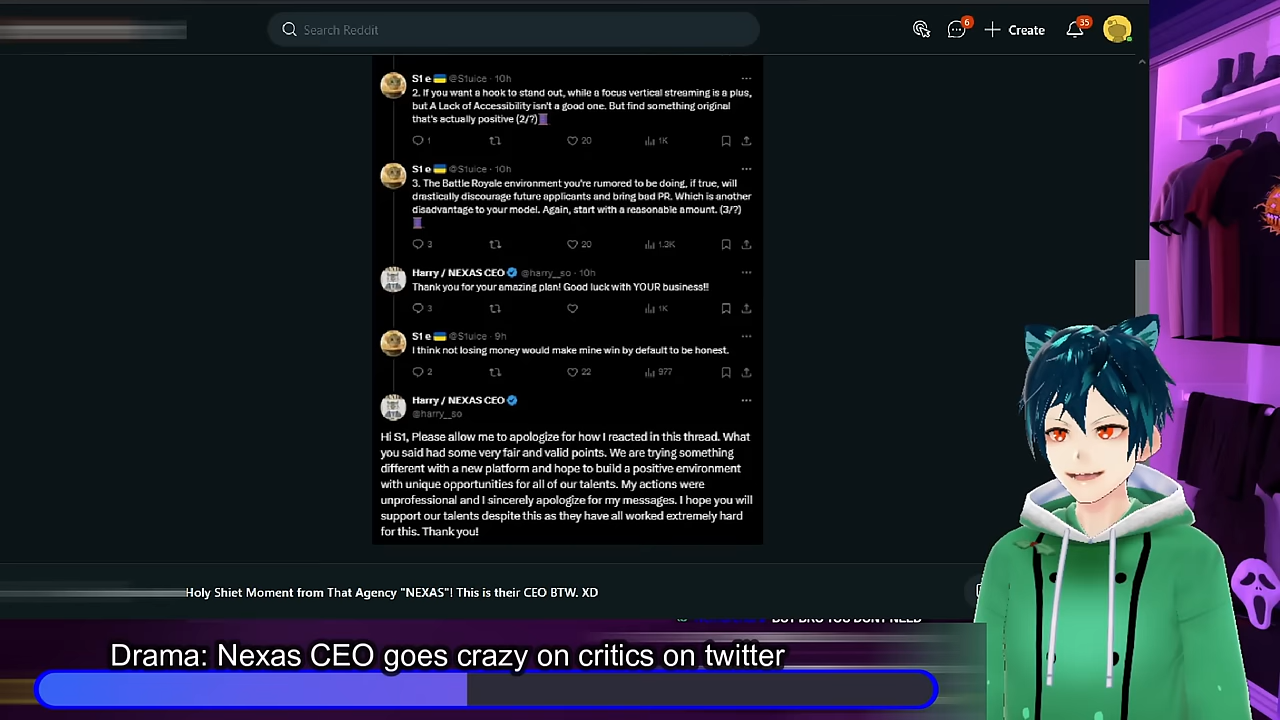 Search Reddit
6
Create
35
S1 e @S1uice · 10h
2. If you want a hook to stand out, while a focus vertical streaming is a plus,
but A Lack of Accessibility isn't a good one. But find something original
that's actually positive (2/?)
1
20
1K
S1 e @S1uice · 10h
3. The Battle Royale environment you're rumored to be doing, if true, will
drastically discourage future applicants and bring bad PR. Which is another
disadvantage to your model. Again, start with a reasonable amount. (3/?)
3
20
1.3K
Harry / NEXAS CEO @harry__so · 10h
Thank you for your amazing plan! Good luck with YOUR business!!
3
1K
S1 e @S1uice · 9h
I think not losing money would make mine win by default to be honest.
2
22
977
Harry / NEXAS CEO
@harry__so
Hi S1, Please allow me to apologize for how I reacted in this thread. What
you said had some very fair and valid points. We are trying something
different with a new platform and hope to build a positive environment
with unique opportunities for all of our talents. My actions were
unprofessional and I sincerely apologize for my messages. I hope you will
support our talents despite this as they have all worked extremely hard
for this. Thank you!
Holy Shiet Moment from That Agency "NEXAS"! This is their CEO BTW. XD
BUT BRO YOU DONT NEED
Drama: Nexas CEO goes crazy on critics on twitter